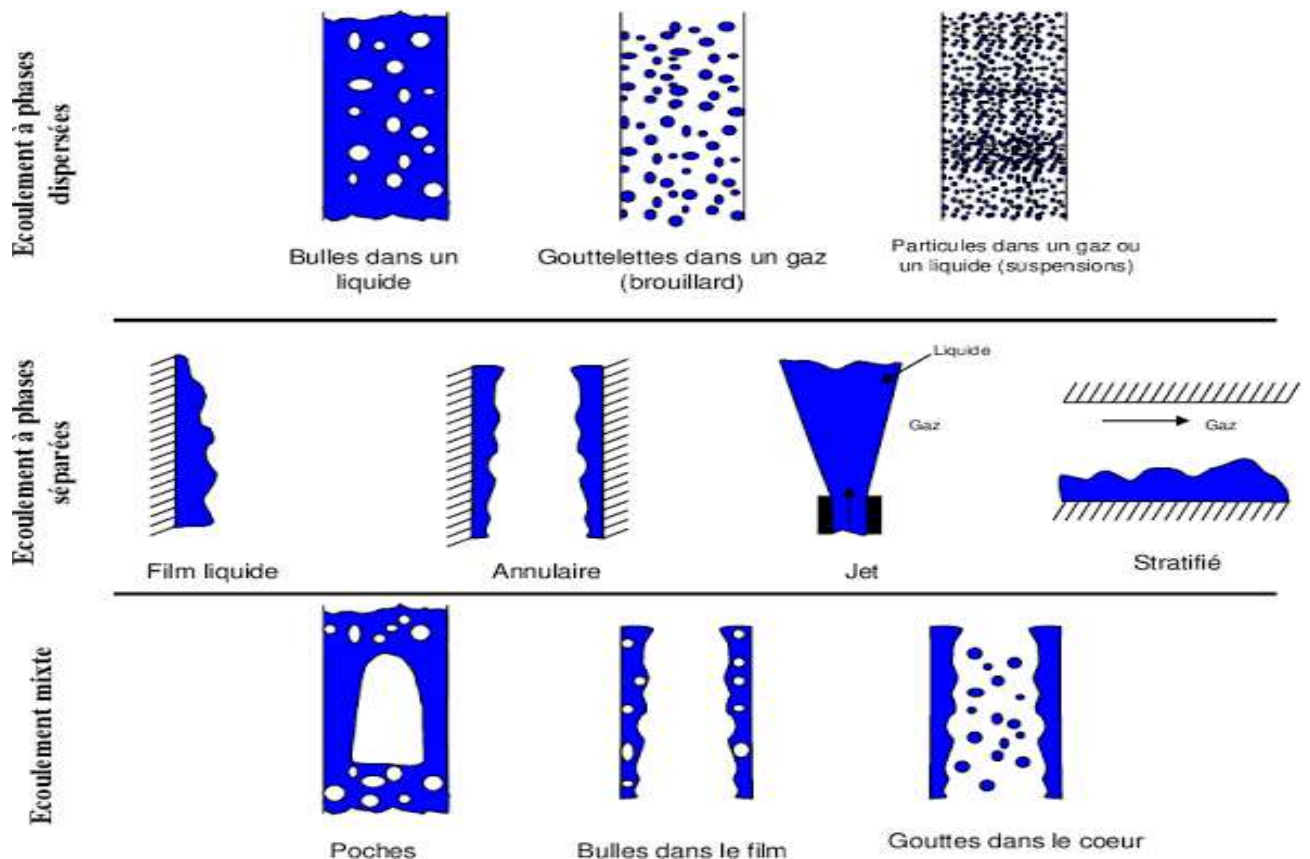 Ecoulement à phases
dispersées
Bulles dans un
liquide
Gouttelettes dans un gaz
(brouillard)
Particules dans un gaz ou
un liquide (suspensions)
Ecoulement à phases
séparées
Liquide
Gaz
Gaz
Film liquide
Annulaire
Jet
Stratifié
Ecoulement mixte
Poches
Bulles dans le film
Gouttes dans le coeur